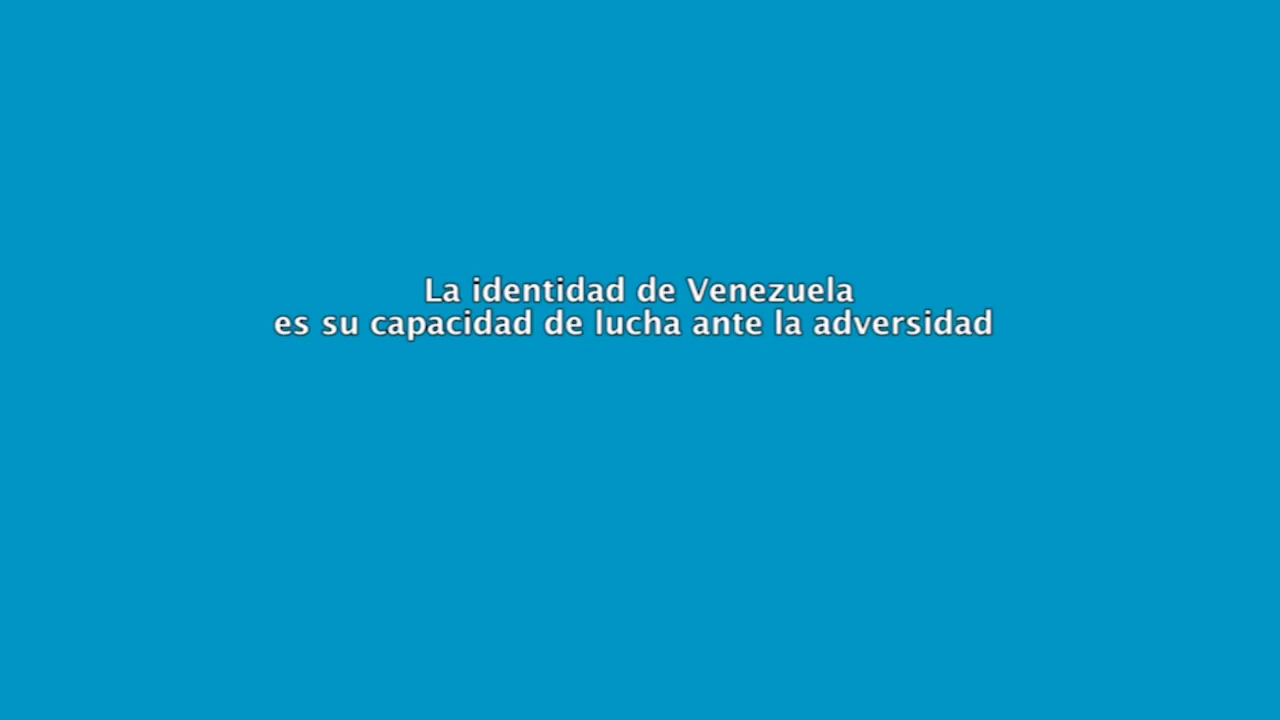 La identidad de Venezuela
es su capacidad de lucha ante la adversidad